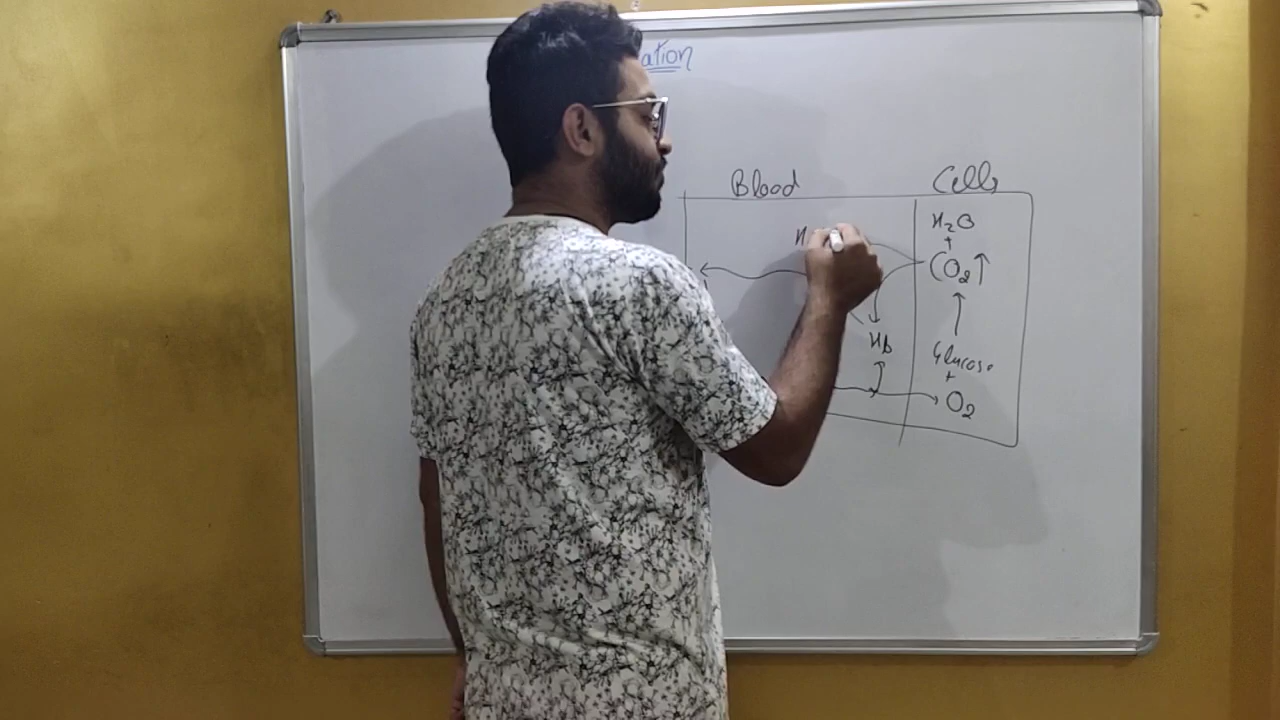 ation
Blood
Cells
H2O
+
CO2↑
Hb
Glucose
+
O2